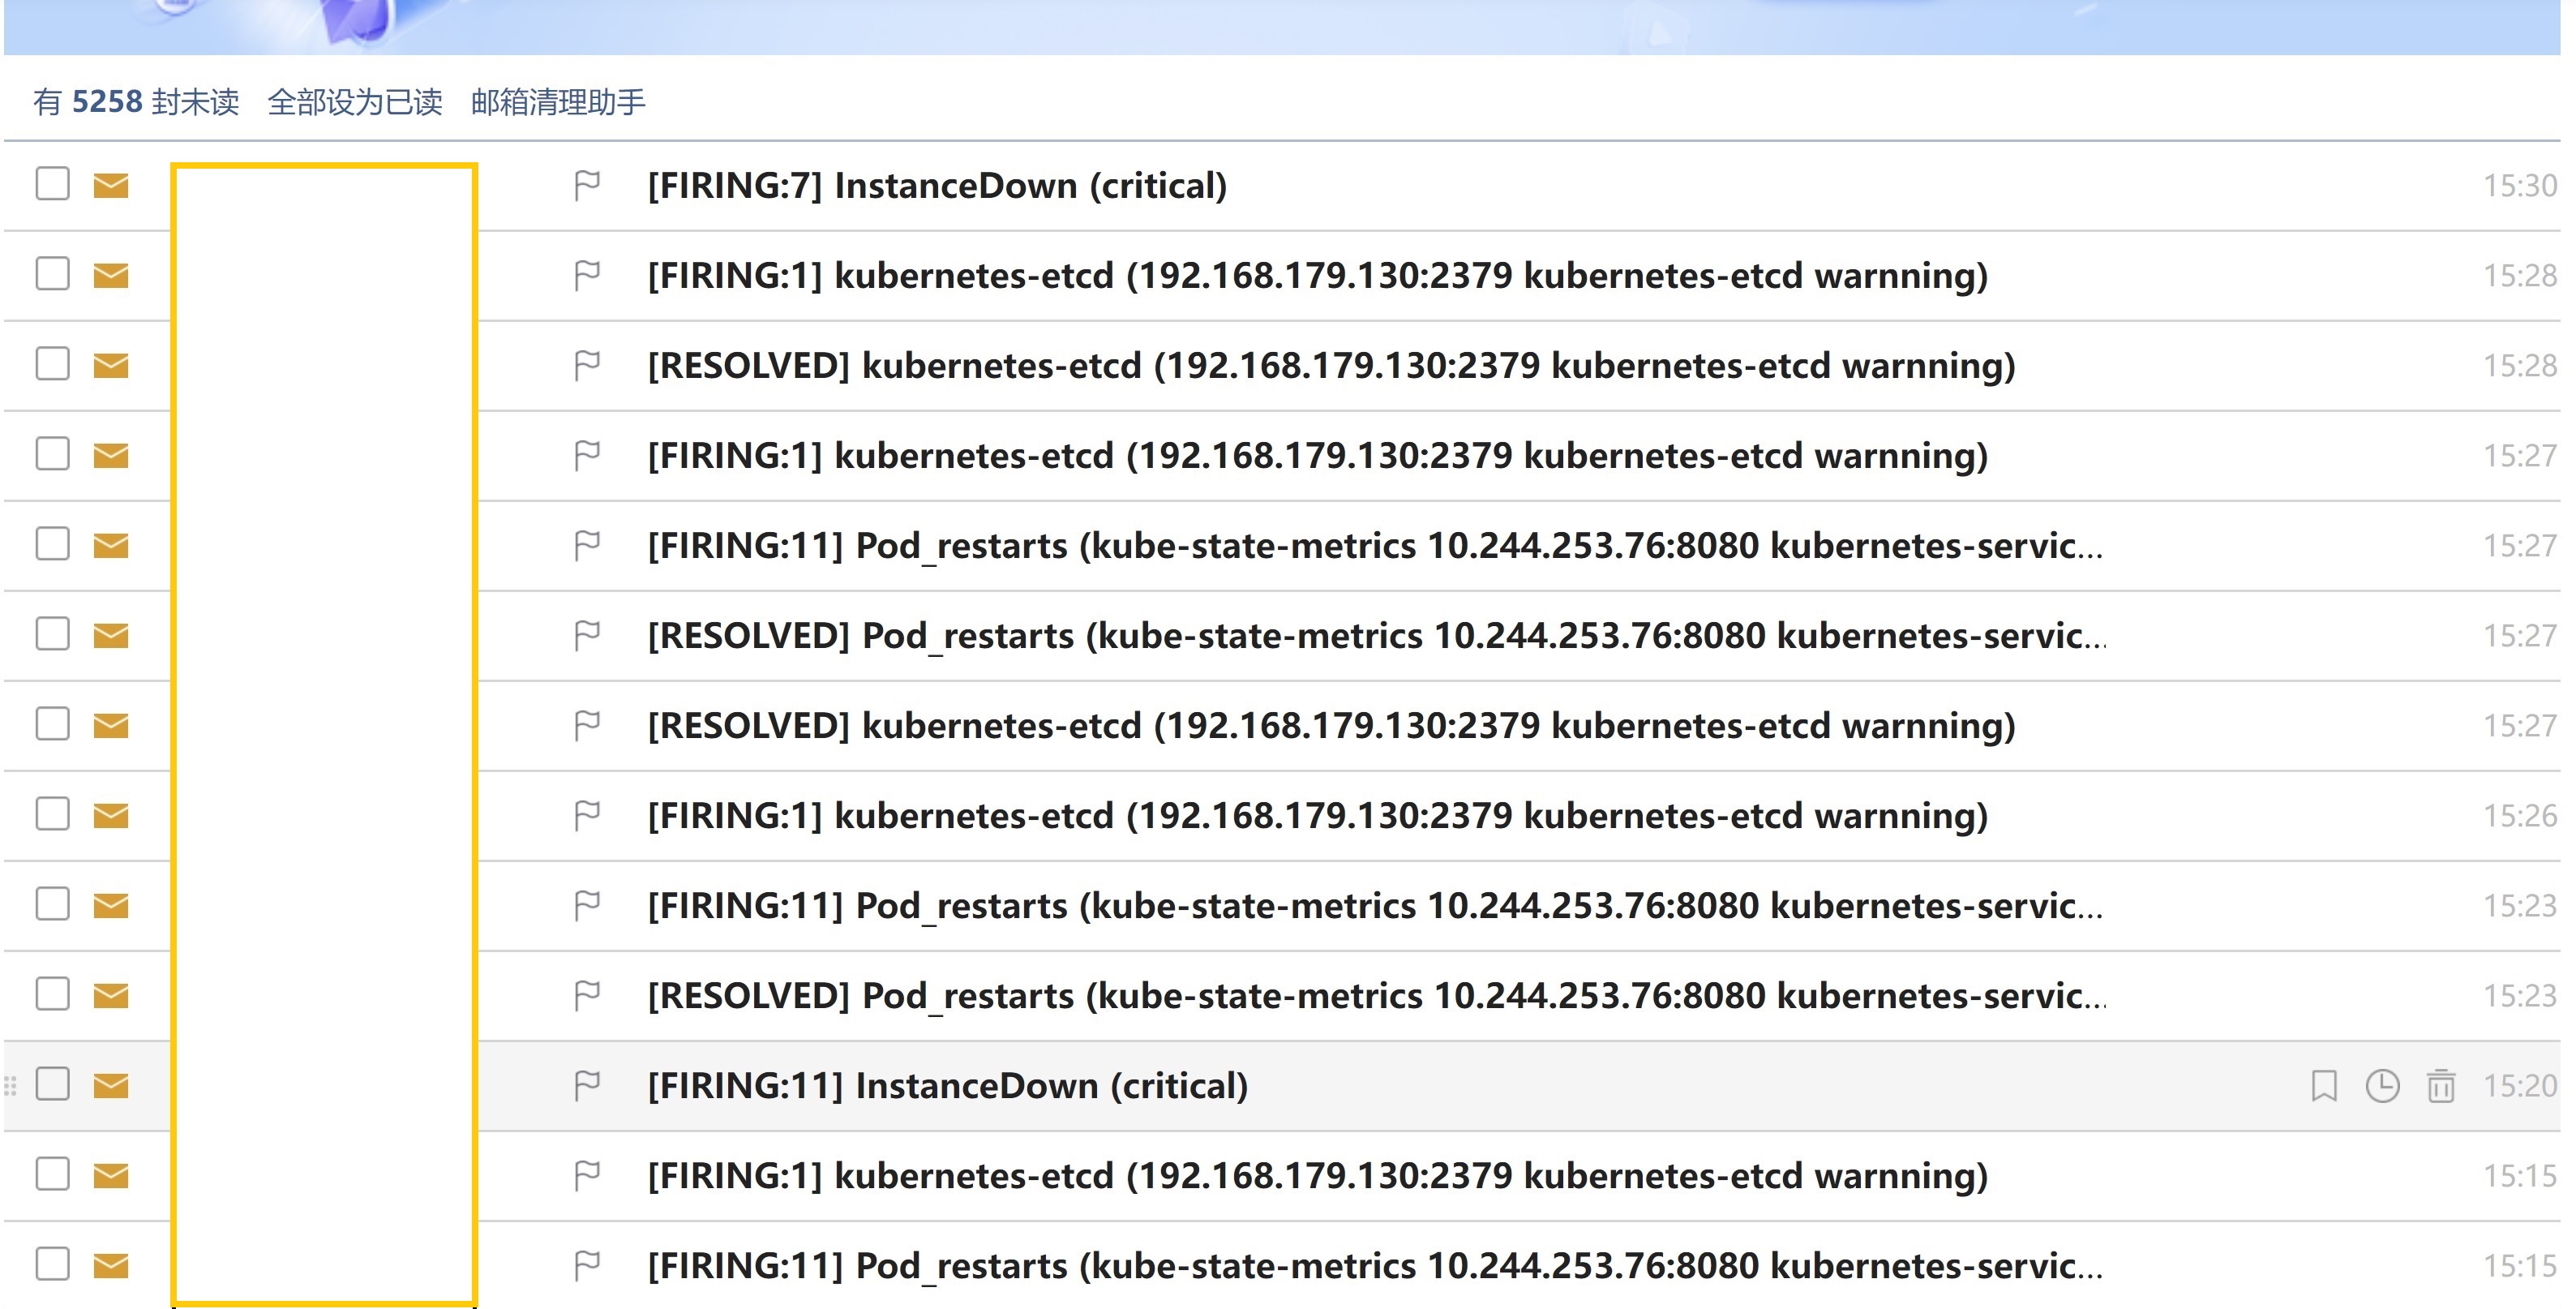 有 5258 封未读 全部设为已读 邮箱清理助手
[FIRING:7] InstanceDown (critical) 15:30
[FIRING:1] kubernetes-etcd (192.168.179.130:2379 kubernetes-etcd warnning) 15:28
[RESOLVED] kubernetes-etcd (192.168.179.130:2379 kubernetes-etcd warnning) 15:28
[FIRING:1] kubernetes-etcd (192.168.179.130:2379 kubernetes-etcd warnning) 15:27
[FIRING:11] Pod_restarts (kube-state-metrics 10.244.253.76:8080 kubernetes-servic... 15:27
[RESOLVED] Pod_restarts (kube-state-metrics 10.244.253.76:8080 kubernetes-servic... 15:27
[RESOLVED] kubernetes-etcd (192.168.179.130:2379 kubernetes-etcd warnning) 15:27
[FIRING:1] kubernetes-etcd (192.168.179.130:2379 kubernetes-etcd warnning) 15:26
[FIRING:11] Pod_restarts (kube-state-metrics 10.244.253.76:8080 kubernetes-servic... 15:23
[RESOLVED] Pod_restarts (kube-state-metrics 10.244.253.76:8080 kubernetes-servic... 15:23
[FIRING:11] InstanceDown (critical) 15:20
[FIRING:1] kubernetes-etcd (192.168.179.130:2379 kubernetes-etcd warnning) 15:15
[FIRING:11] Pod_restarts (kube-state-metrics 10.244.253.76:8080 kubernetes-servic... 15:15